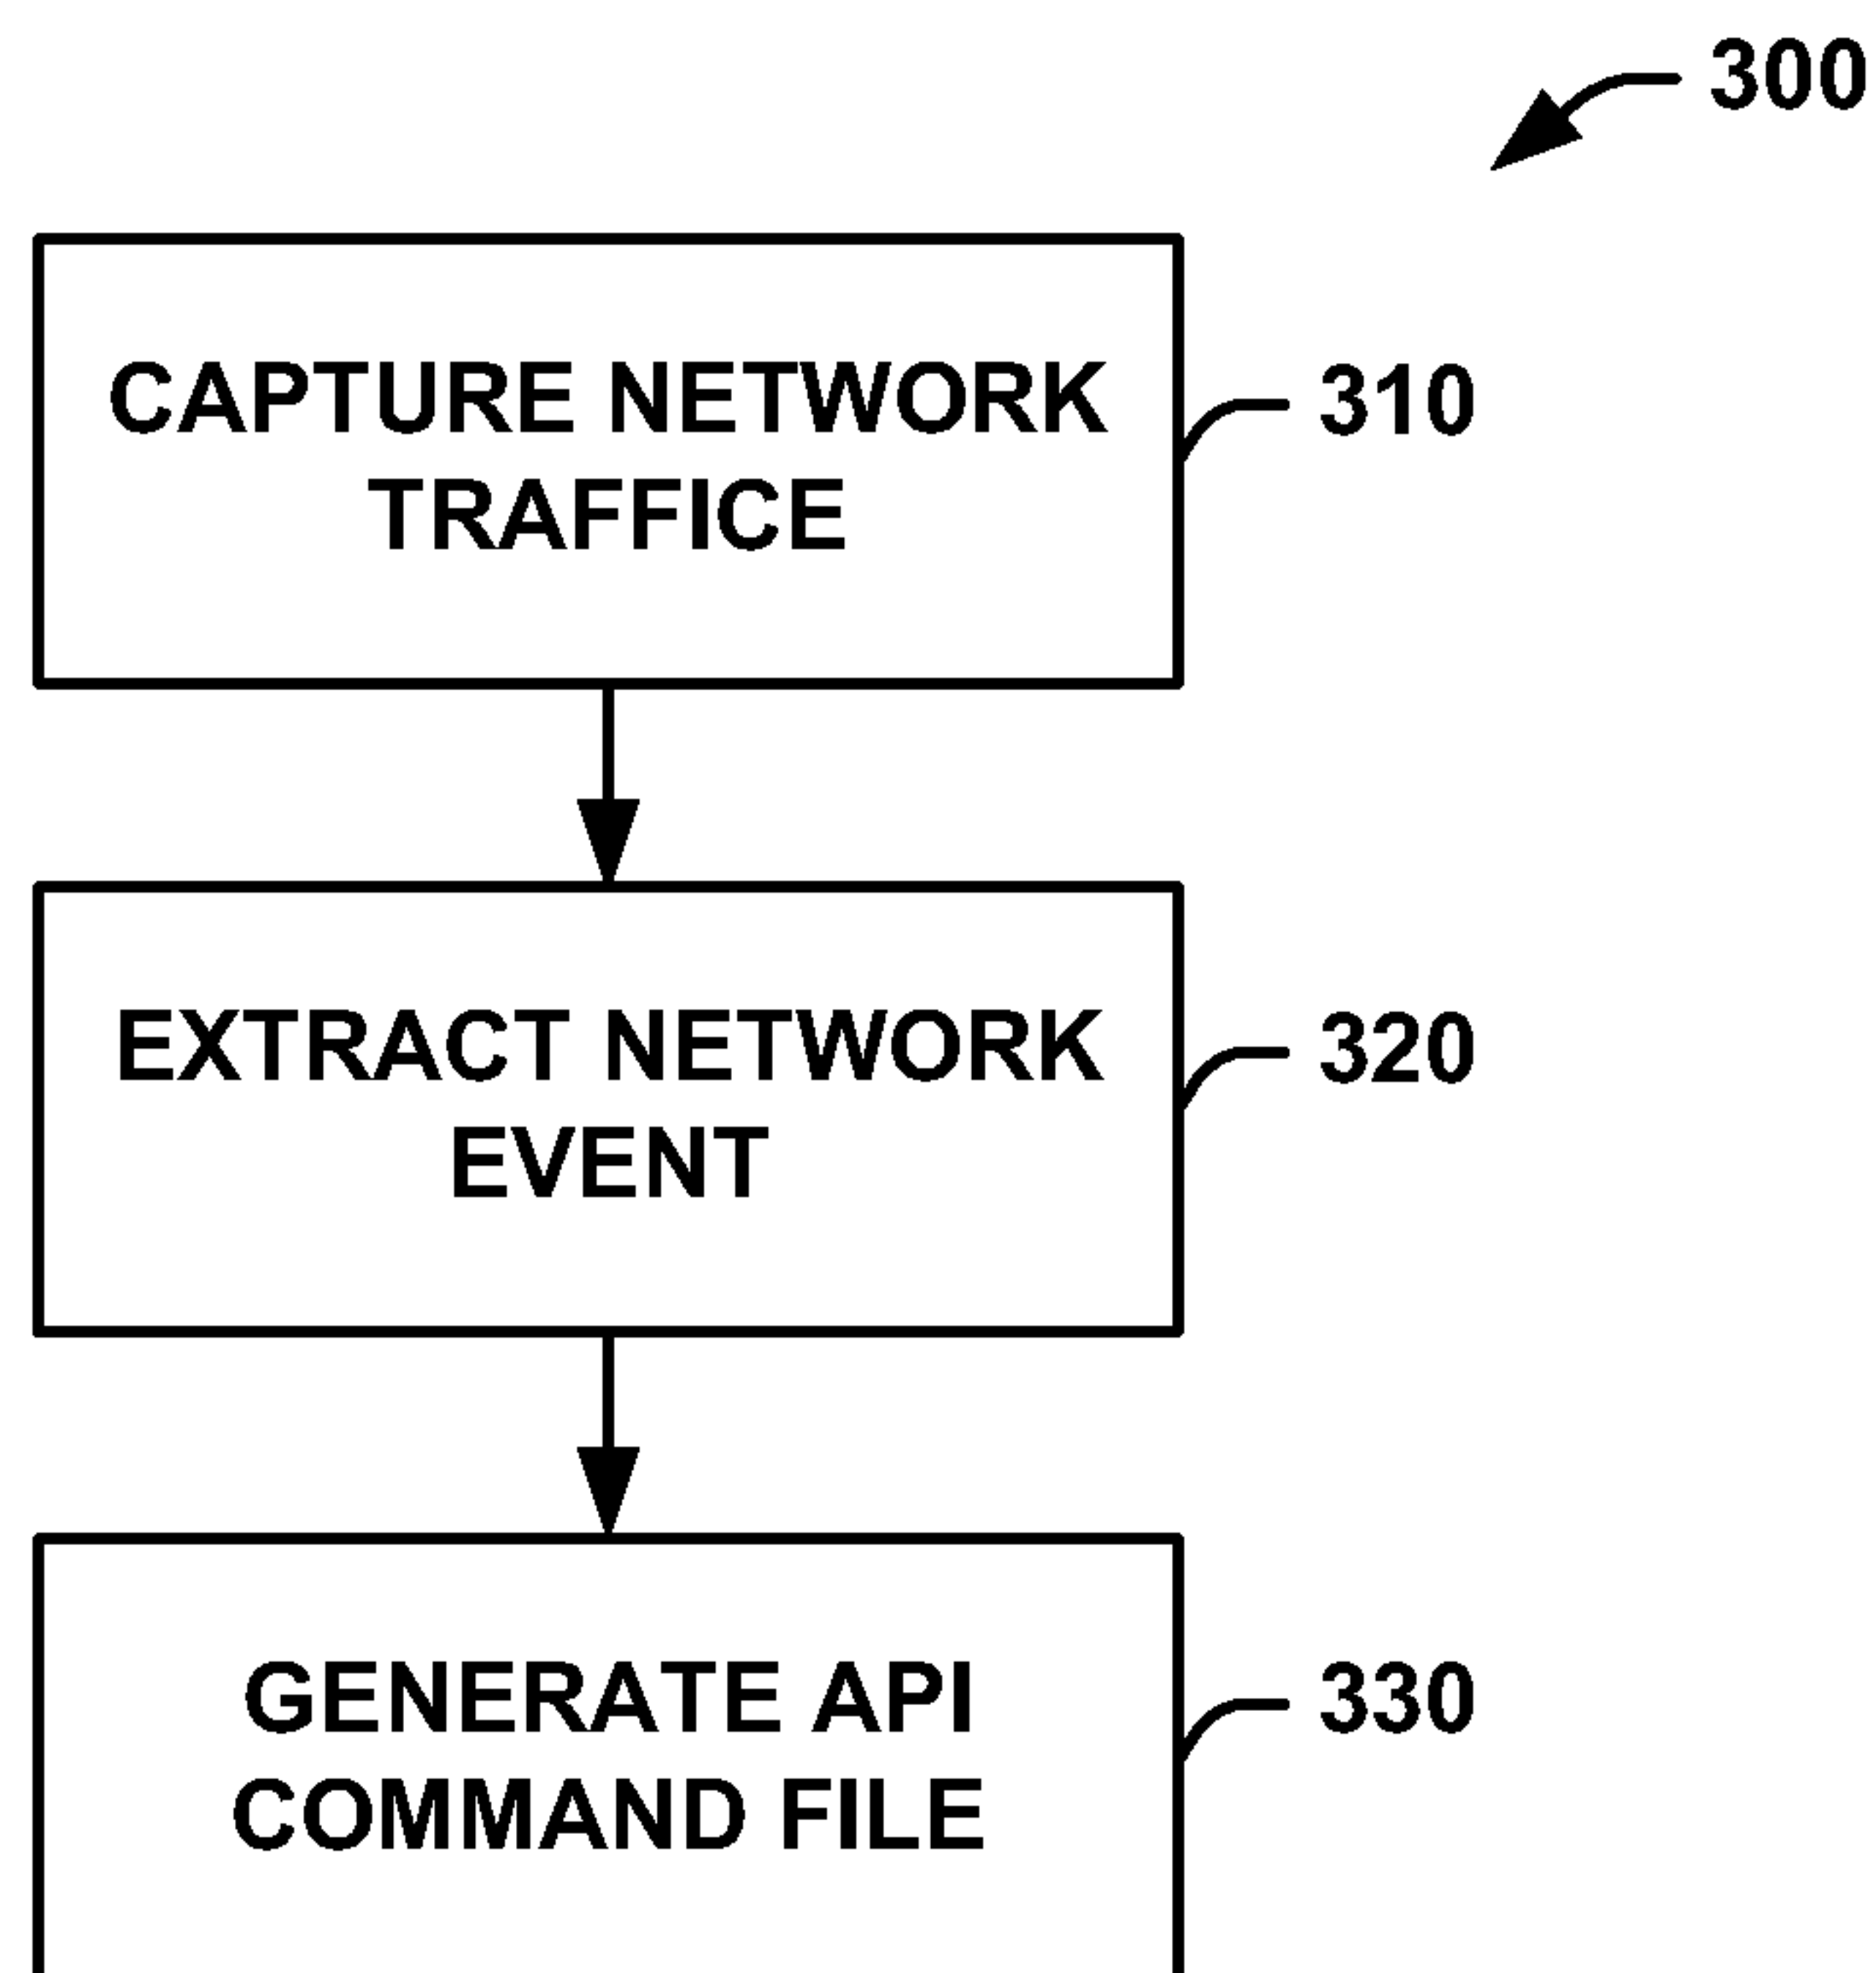 300
CAPTURE NETWORK
TRAFFICE
310
EXTRACT NETWORK
EVENT
320
GENERATE API
COMMAND FILE
330